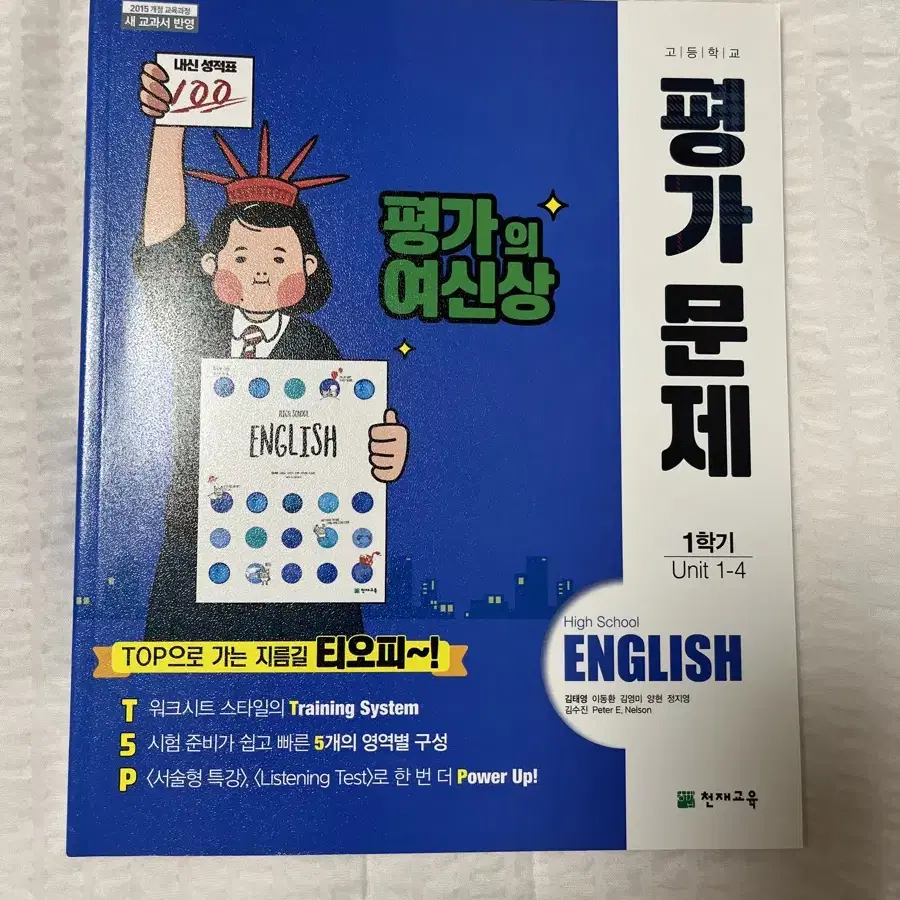 2015 개정 교육과정
새 교과서 반영
내신 성적표
100
평가의
여신상
HIGH SCHOOL
ENGLISH
천재교육
TOP으로 가는 지름길 티오피~!
T 워크시트 스타일의 Training System
5 시험 준비가 쉽고 빠른 5개의 영역별 구성
P 〈서술형 특강〉, 〈Listening Test〉로 한 번 더 Power Up!
고등학교
평가 문제
1학기
Unit 1-4
High School
ENGLISH
김태영 이동환 김영미 양현 정지영
김수진 Peter E, Nelson
천재교육